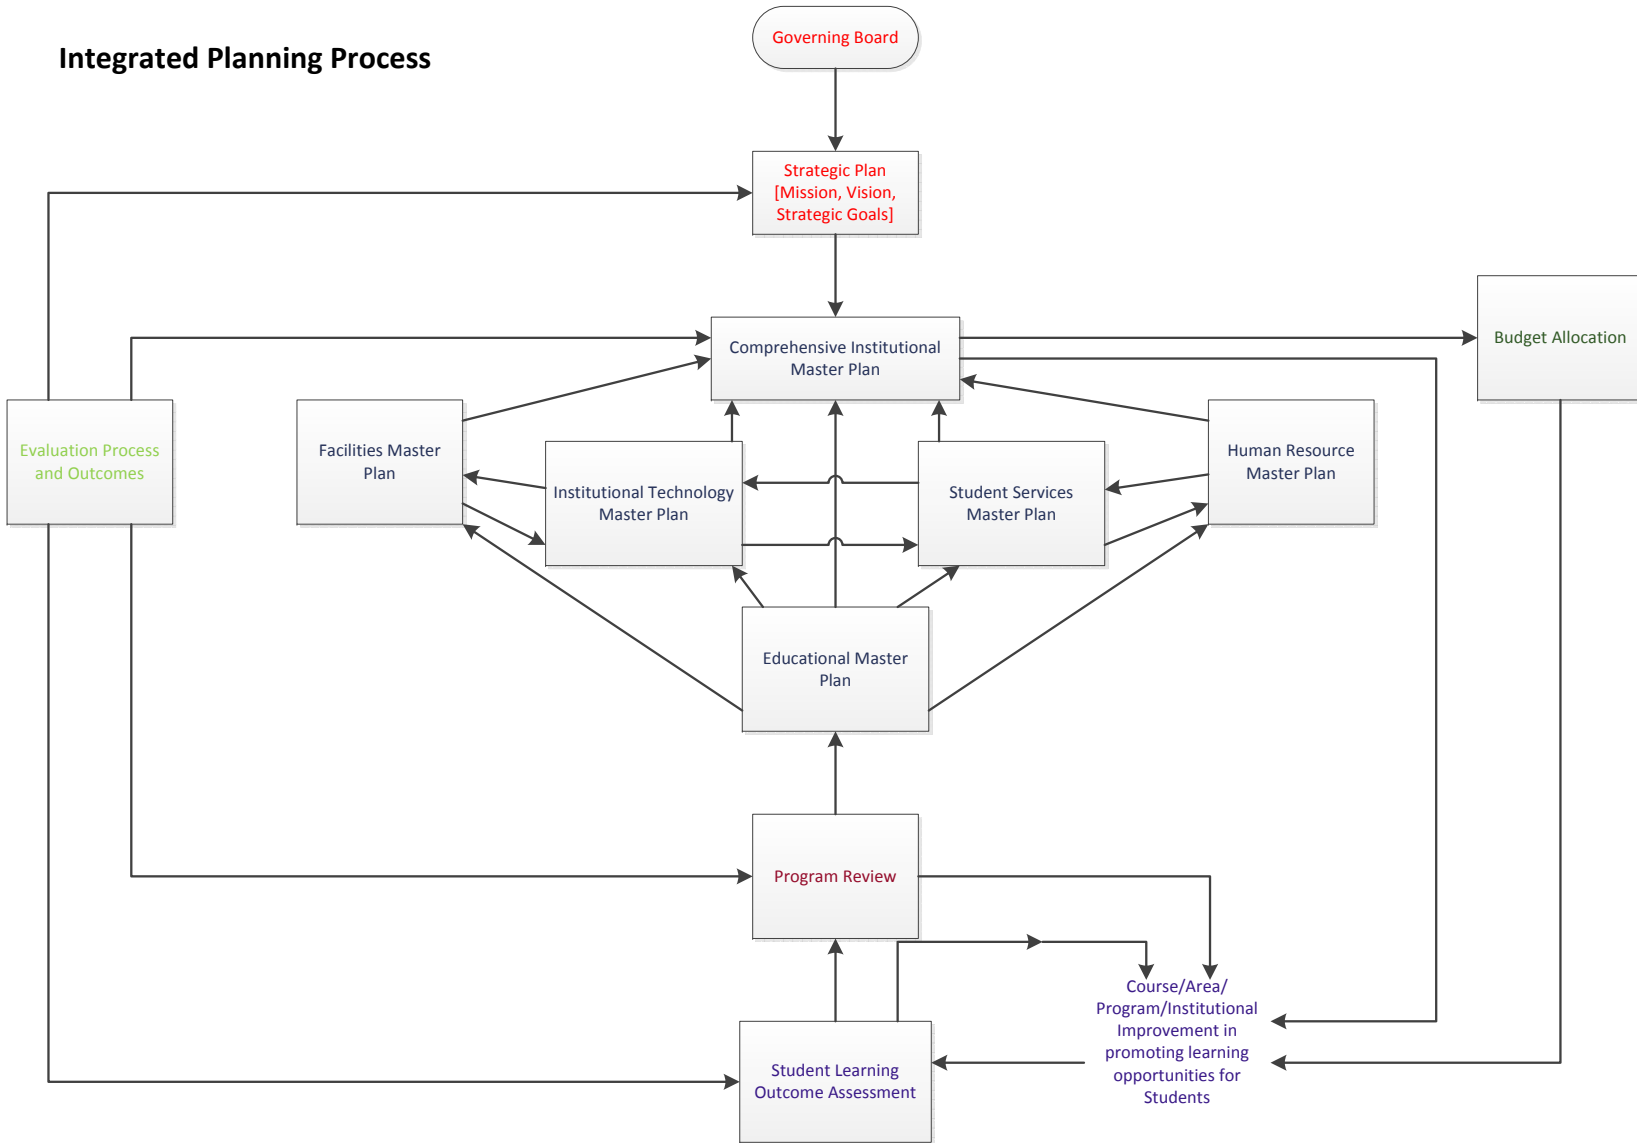 Integrated Planning Process
Governing Board
Strategic Plan
[Mission, Vision,
Strategic Goals]
Comprehensive Institutional
Master Plan
Budget Allocation
Evaluation Process
and Outcomes
Facilities Master
Plan
Institutional Technology
Master Plan
Student Services
Master Plan
Human Resource
Master Plan
Educational Master
Plan
Program Review
Course/Area/
Program/Institutional
Improvement in
promoting learning
opportunities for
Students
Student Learning
Outcome Assessment